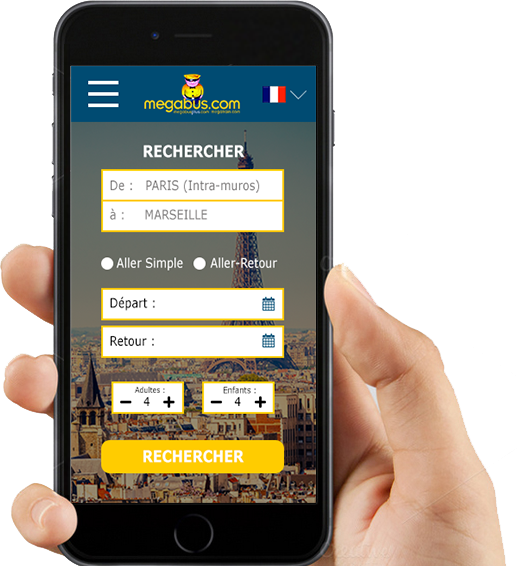 megabus.com
RECHERCHER
De : PARIS (Intra-muros)
à : MARSEILLE
Aller Simple Aller-Retour
Départ :
Retour :
Adultes : Enfants :
− 4 + − 4 +
RECHERCHER